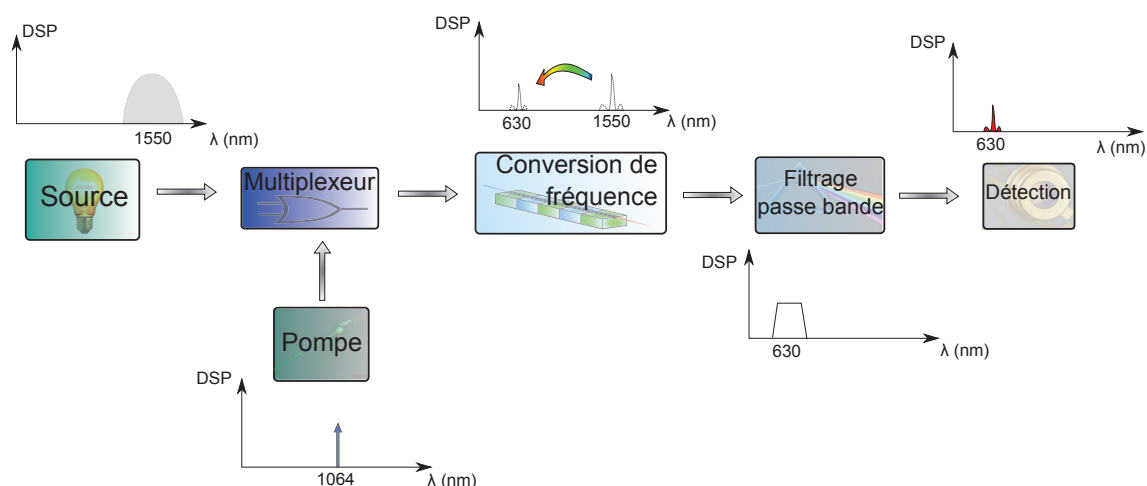 DSP
1550
λ (nm)
DSP
630
1550
λ (nm)
DSP
630
λ (nm)
Source
Multiplexeur
Conversion de
fréquence
Filtrage
passe bande
Détection
Pompe
DSP
630
λ (nm)
DSP
1064
λ (nm)